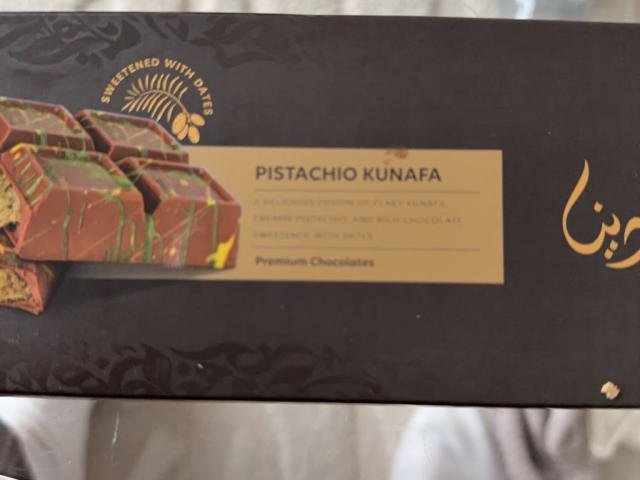 SWEETENED WITH DATES
PISTACHIO KUNAFA
A DELICIOUS FUSION OF FLAKY KUNAFA,
CREAMY PISTACHIO, AND RICH CHOCOLATE
SWEETENED WITH DATES
Premium Chocolates